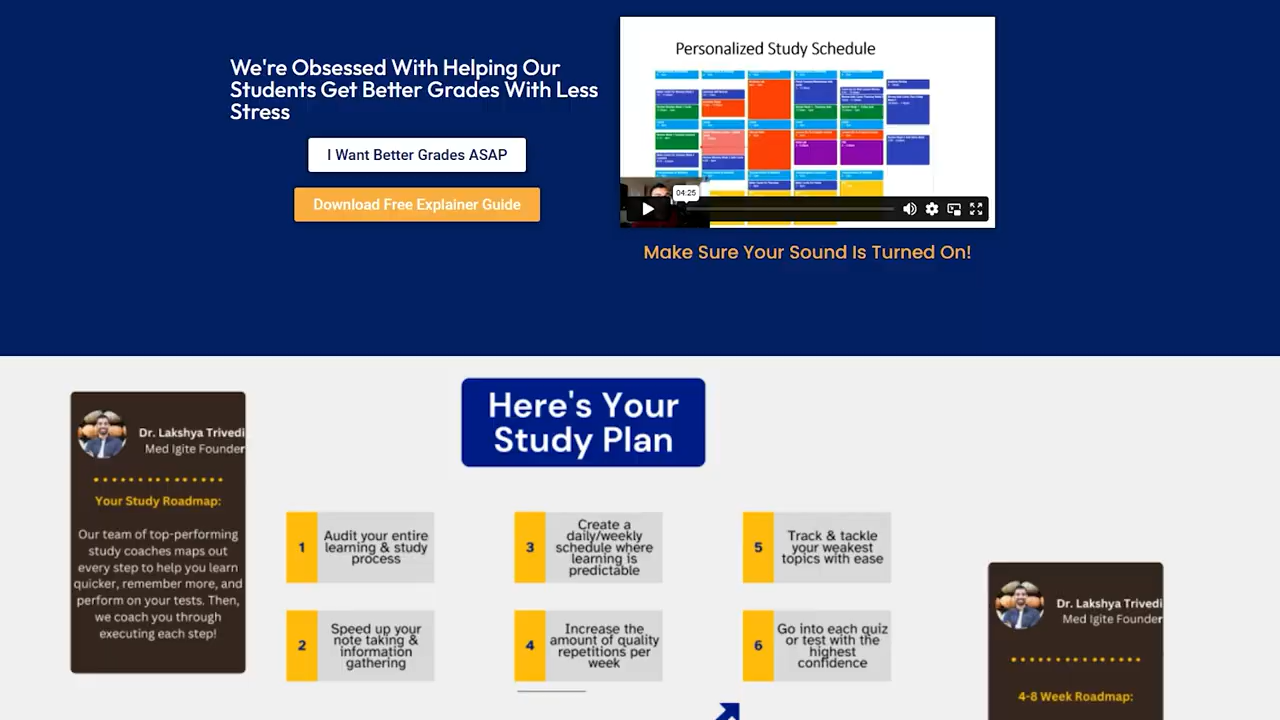 We're Obsessed With Helping Our
Students Get Better Grades With Less
Stress
I Want Better Grades ASAP
Download Free Explainer Guide
Personalized Study Schedule
04:25
Make Sure Your Sound Is Turned On!
Here's Your
Study Plan
Dr. Lakshya Trivedi
Med Igite Founder
Your Study Roadmap:
Our team of top-performing
study coaches maps out
every step to help you learn
quicker, remember more, and
perform on your tests. Then,
we coach you through
executing each step!
1
Audit your entire
learning & study
process
2
Speed up your
note taking &
information
gathering
3
Create a
daily/weekly
schedule where
learning is
predictable
4
Increase the
amount of quality
repetitions per
week
5
Track & tackle
your weakest
topics with ease
6
Go into each quiz
or test with the
highest
confidence
Dr. Lakshya Trivedi
Med Igite Founder
4-8 Week Roadmap: